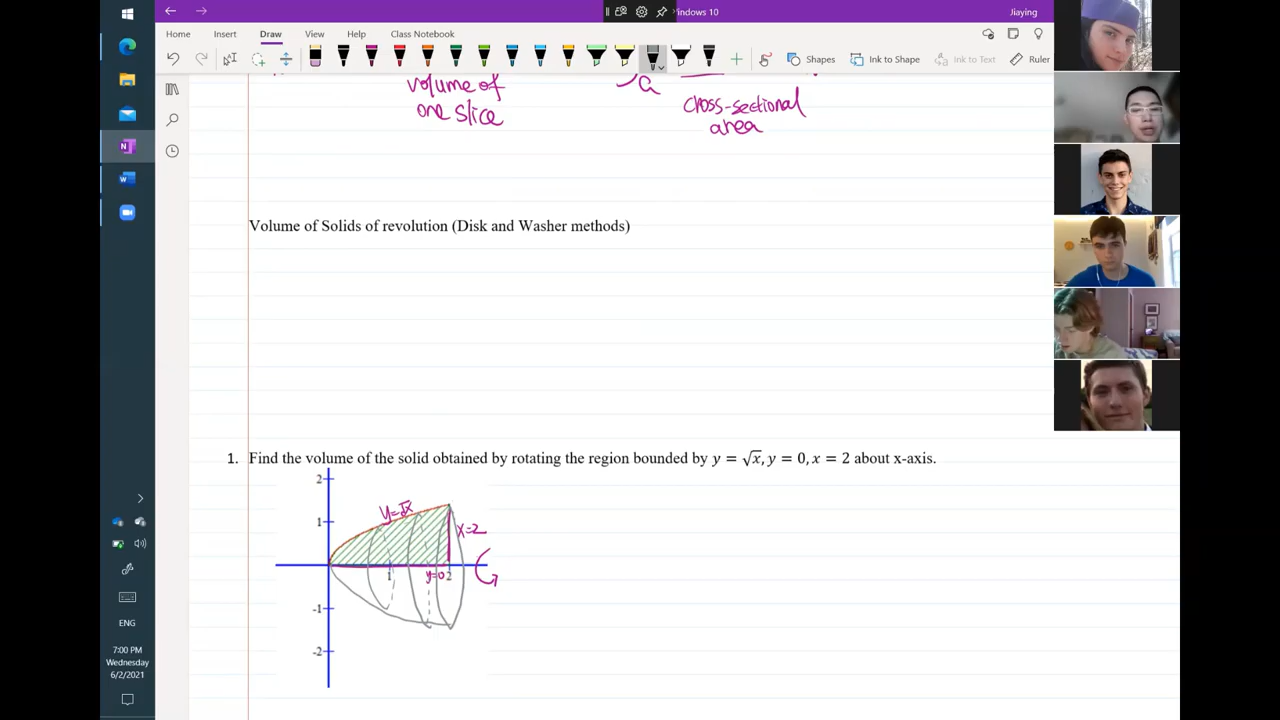 ndows 10
Jiaying
Home Insert Draw View Help Class Notebook
Shapes Ink to Shape Ink to Text Ruler
volume of
one slice
a
cross-sectional
area
Volume of Solids of revolution (Disk and Washer methods)
1. Find the volume of the solid obtained by rotating the region bounded by y = √x, y = 0, x = 2 about x-axis.
2
y=√x
1
x=2
1 y=0 2
-1
-2
ENG
7:00 PM
Wednesday
6/2/2021